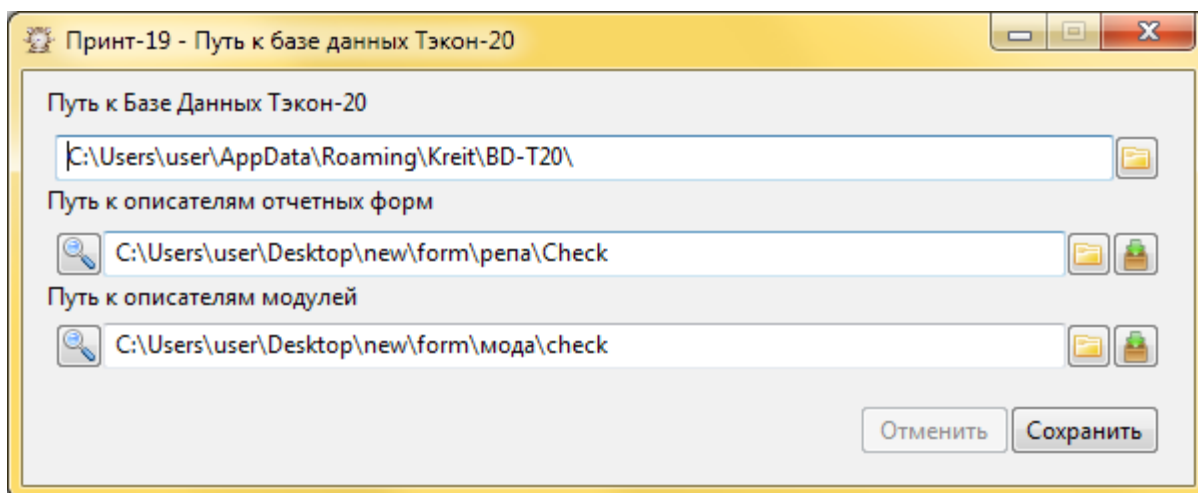 Принт-19 - Путь к базе данных Тэкон-20
Путь к Базе Данных Тэкон-20
C:\Users\user\AppData\Roaming\Kreit\BD-T20\
Путь к описателям отчетных форм
C:\Users\user\Desktop\new\form\репа\Check
Путь к описателям модулей
C:\Users\user\Desktop\new\form\мода\check
Отменить Сохранить